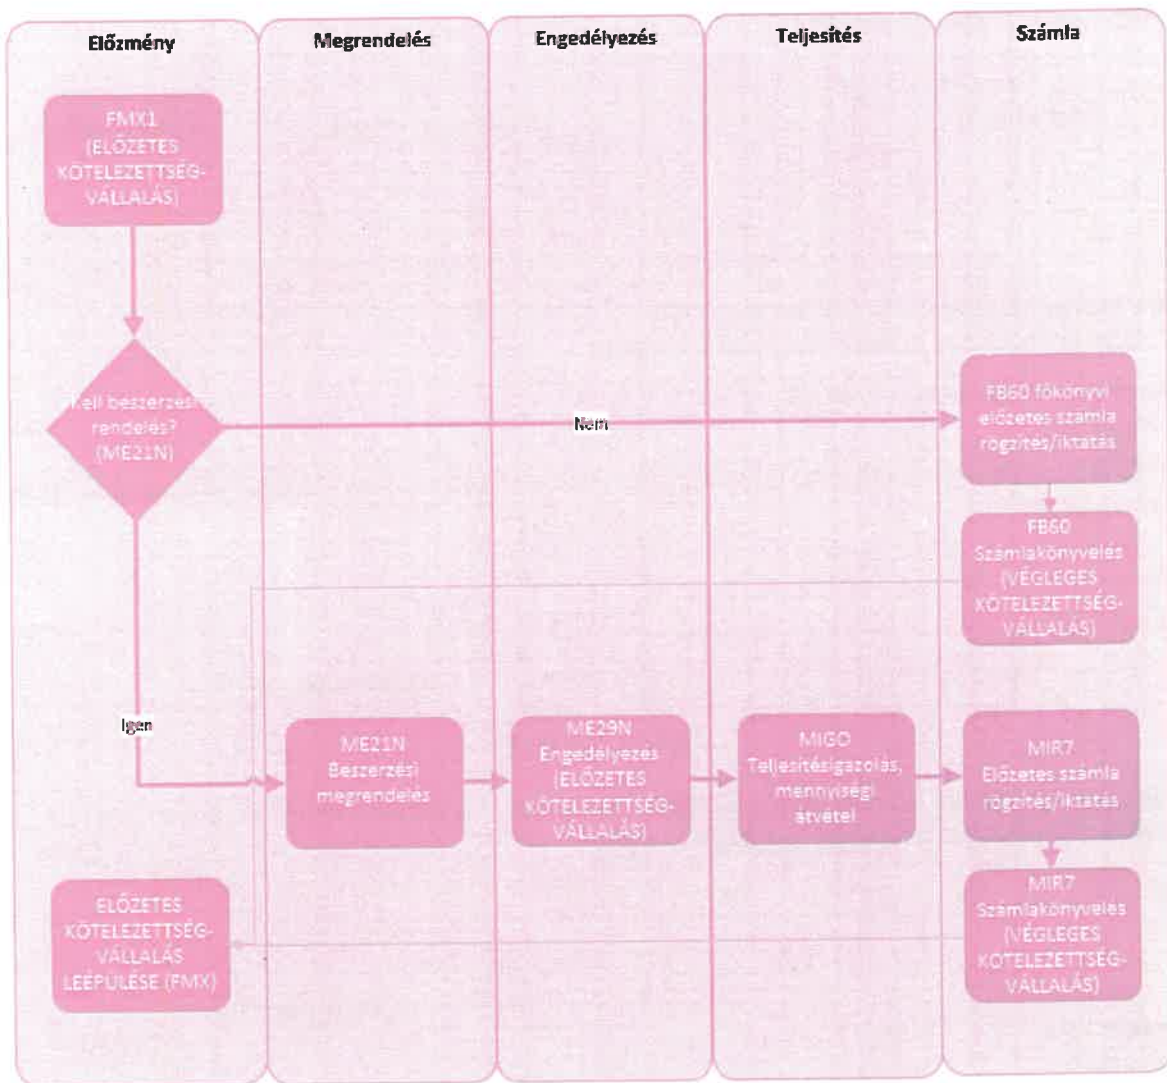 Előzmény
Megrendelés
Engedélyezés
Teljesítés
Számla
FMX1
(ELŐZETES
KÖTELEZETTSÉG-
VÁLLALÁS)
Kell beszerzési
rendelés?
(ME21N)
Nem
FB60 főkönyvi
előzetes számla
rögzítés/iktatás
FB60
Számlakönyvelés
(VÉGLEGES
KÖTELEZETTSÉG-
VÁLLALÁS)
Igen
ME21N
Beszerzési
megrendelés
ME29N
Engedélyezés
(ELŐZETES
KÖTELEZETTSÉG-
VÁLLALÁS)
MIGO
Teljesítésigazolás,
mennyiségi
átvétel
MIR7
Előzetes számla
rögzítés/iktatás
MIR7
Számlakönyvelés
(VÉGLEGES
KÖTELEZETTSÉG-
VÁLLALÁS)
ELŐZETES
KÖTELEZETTSÉG-
VÁLLALÁS
LEÉPÜLÉSE (FMX)